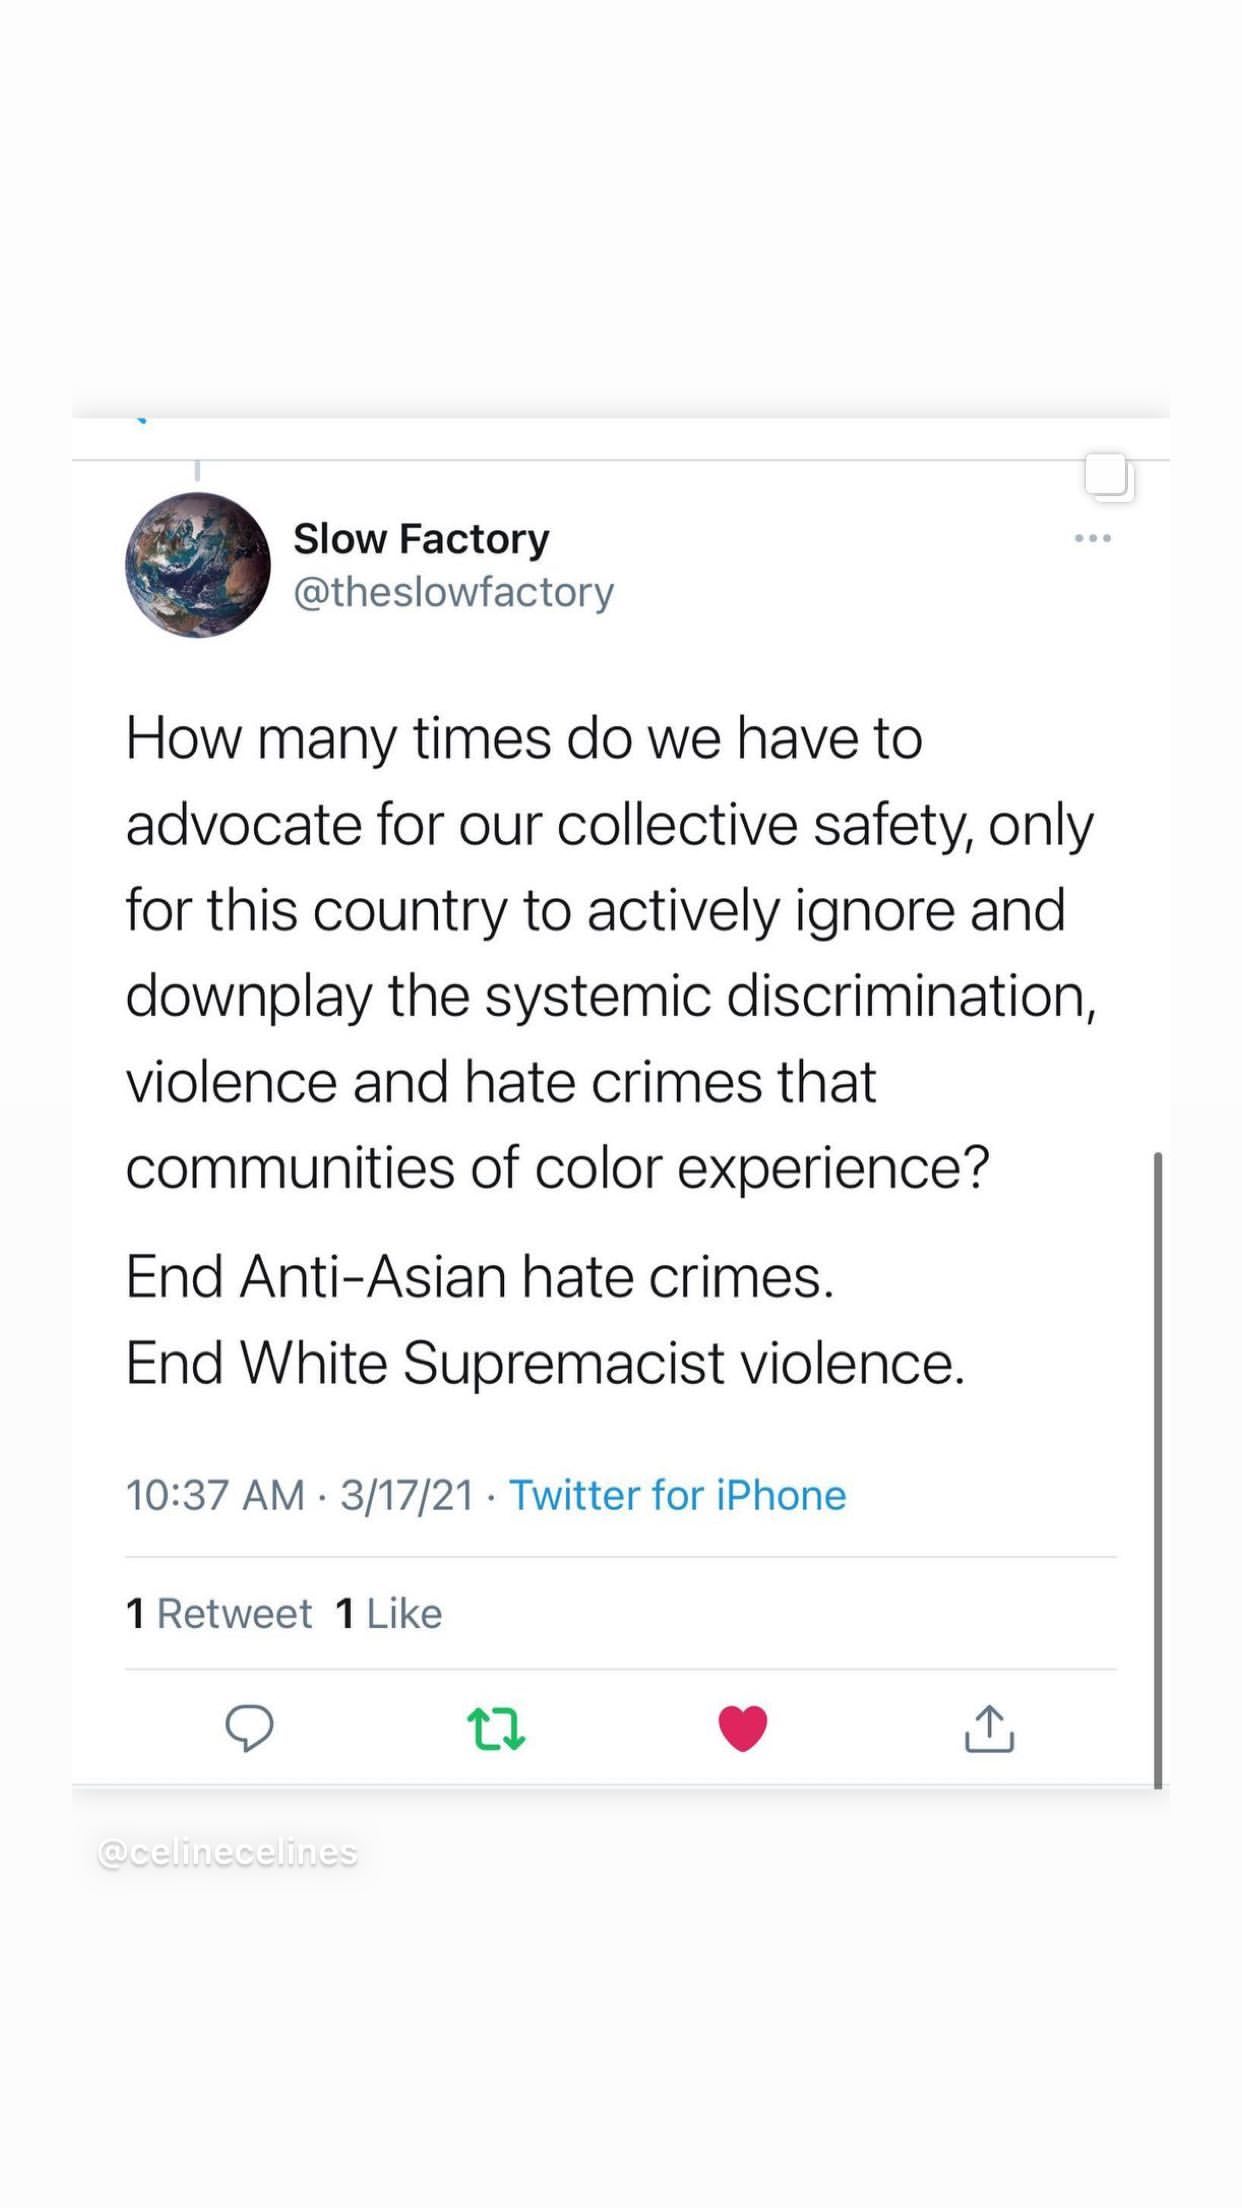 Slow Factory
@theslowfactory
How many times do we have to
advocate for our collective safety, only
for this country to actively ignore and
downplay the systemic discrimination,
violence and hate crimes that
communities of color experience?
End Anti-Asian hate crimes.
End White Supremacist violence.
10:37 AM · 3/17/21 · Twitter for iPhone
1 Retweet 1 Like
@celinecelines